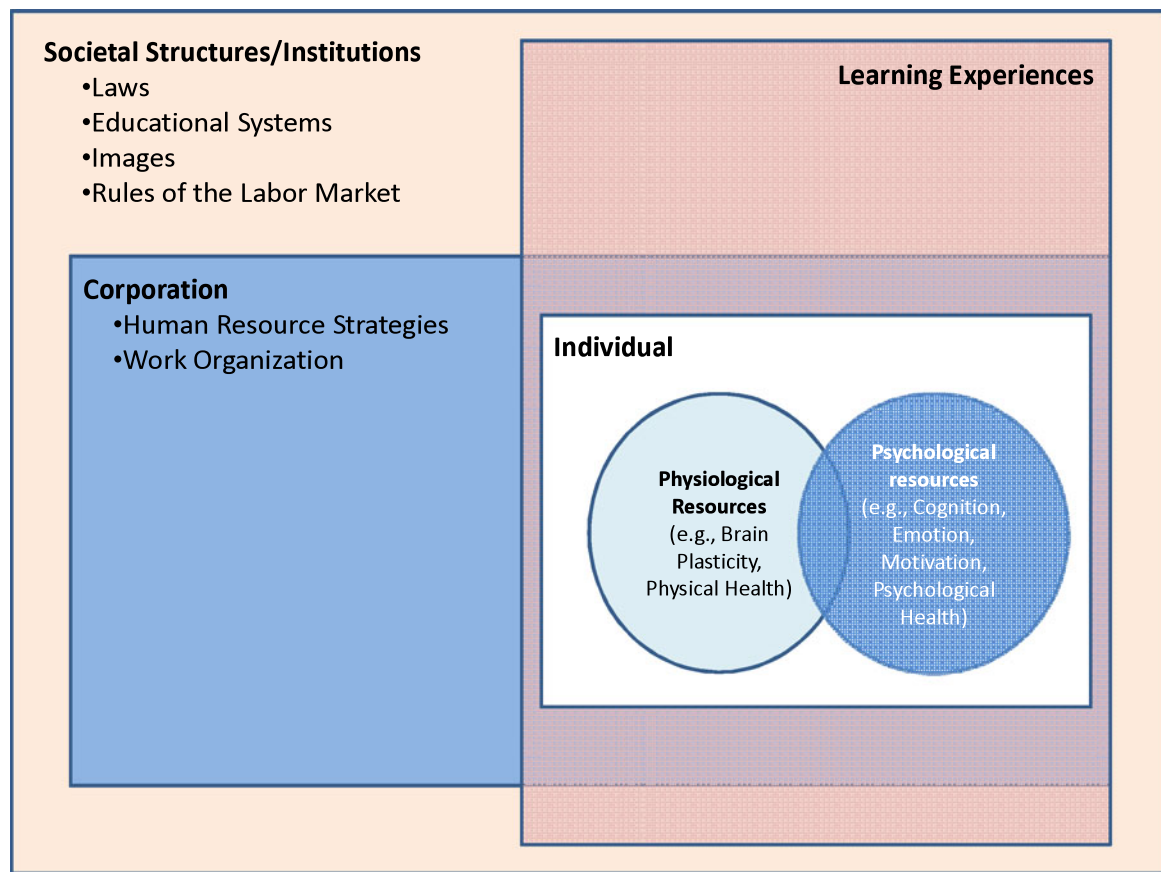 Societal Structures/Institutions
•Laws
•Educational Systems
•Images
•Rules of the Labor Market
Learning Experiences
Corporation
•Human Resource Strategies
•Work Organization
Individual
Physiological
Resources
(e.g., Brain
Plasticity,
Physical Health)
Psychological
resources
(e.g., Cognition,
Emotion,
Motivation,
Psychological
Health)